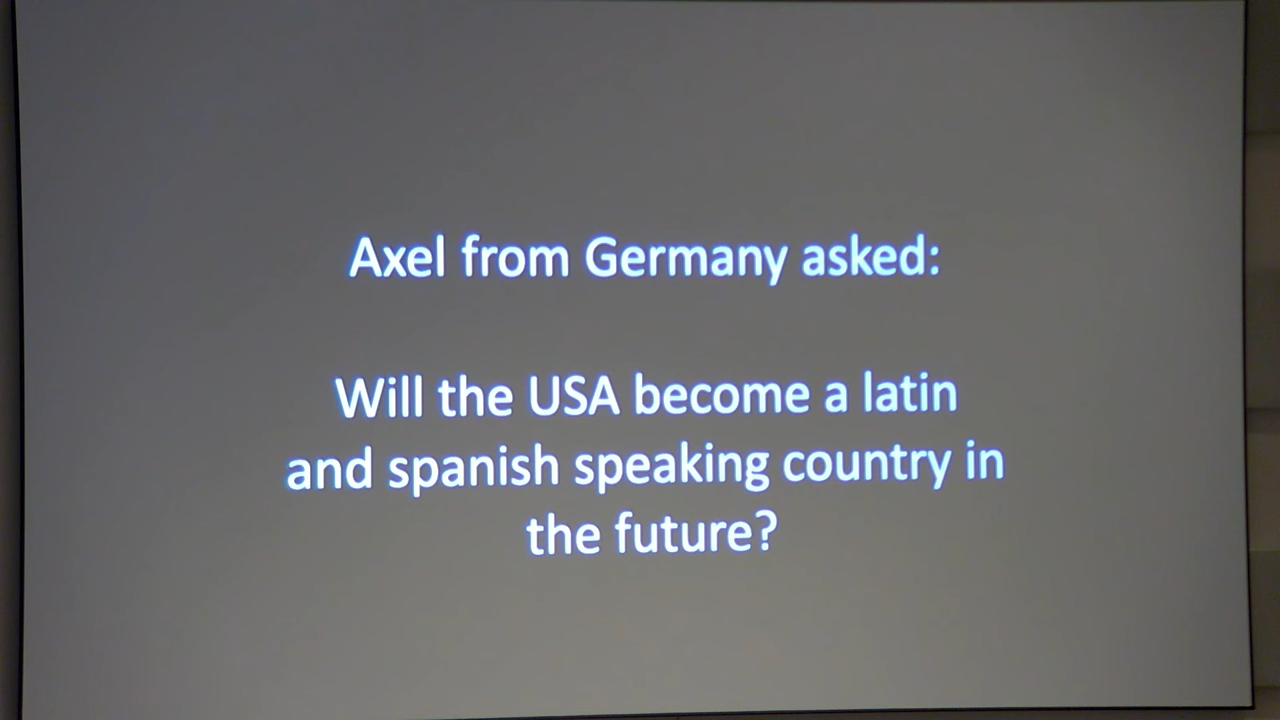 Axel from Germany asked:
Will the USA become a latin
and spanish speaking country in
the future?